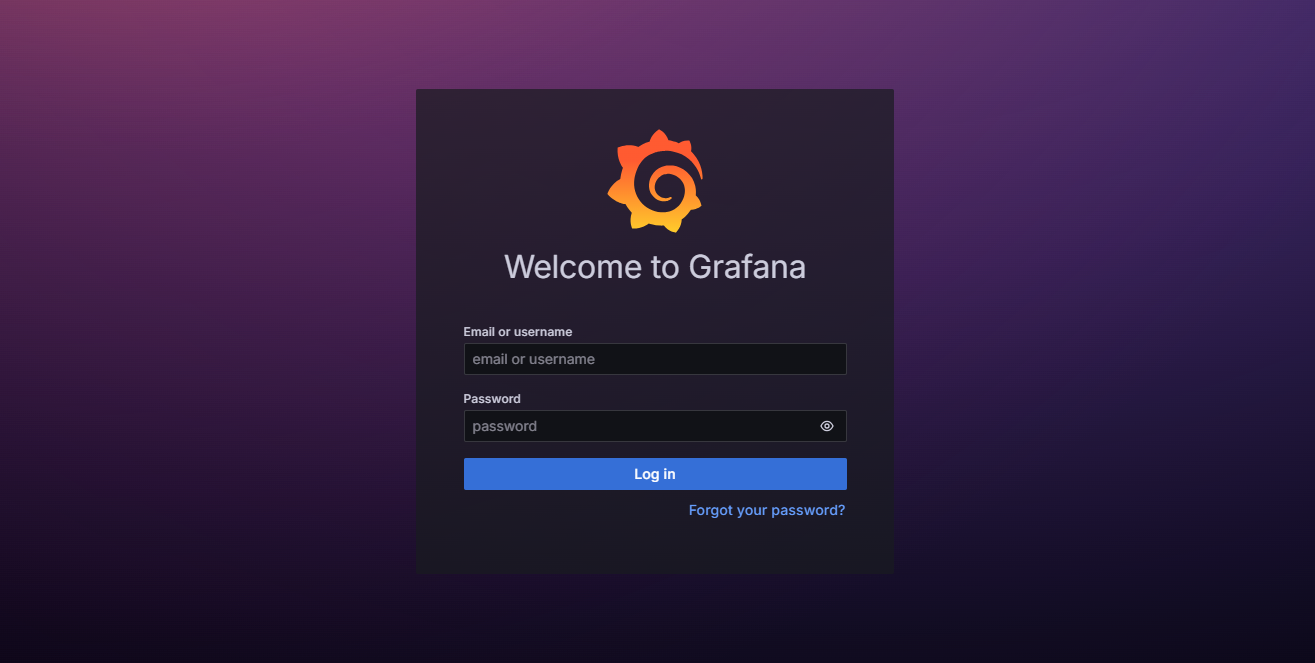 Welcome to Grafana
Email or username
email or username
Password
password
Log in
Forgot your password?